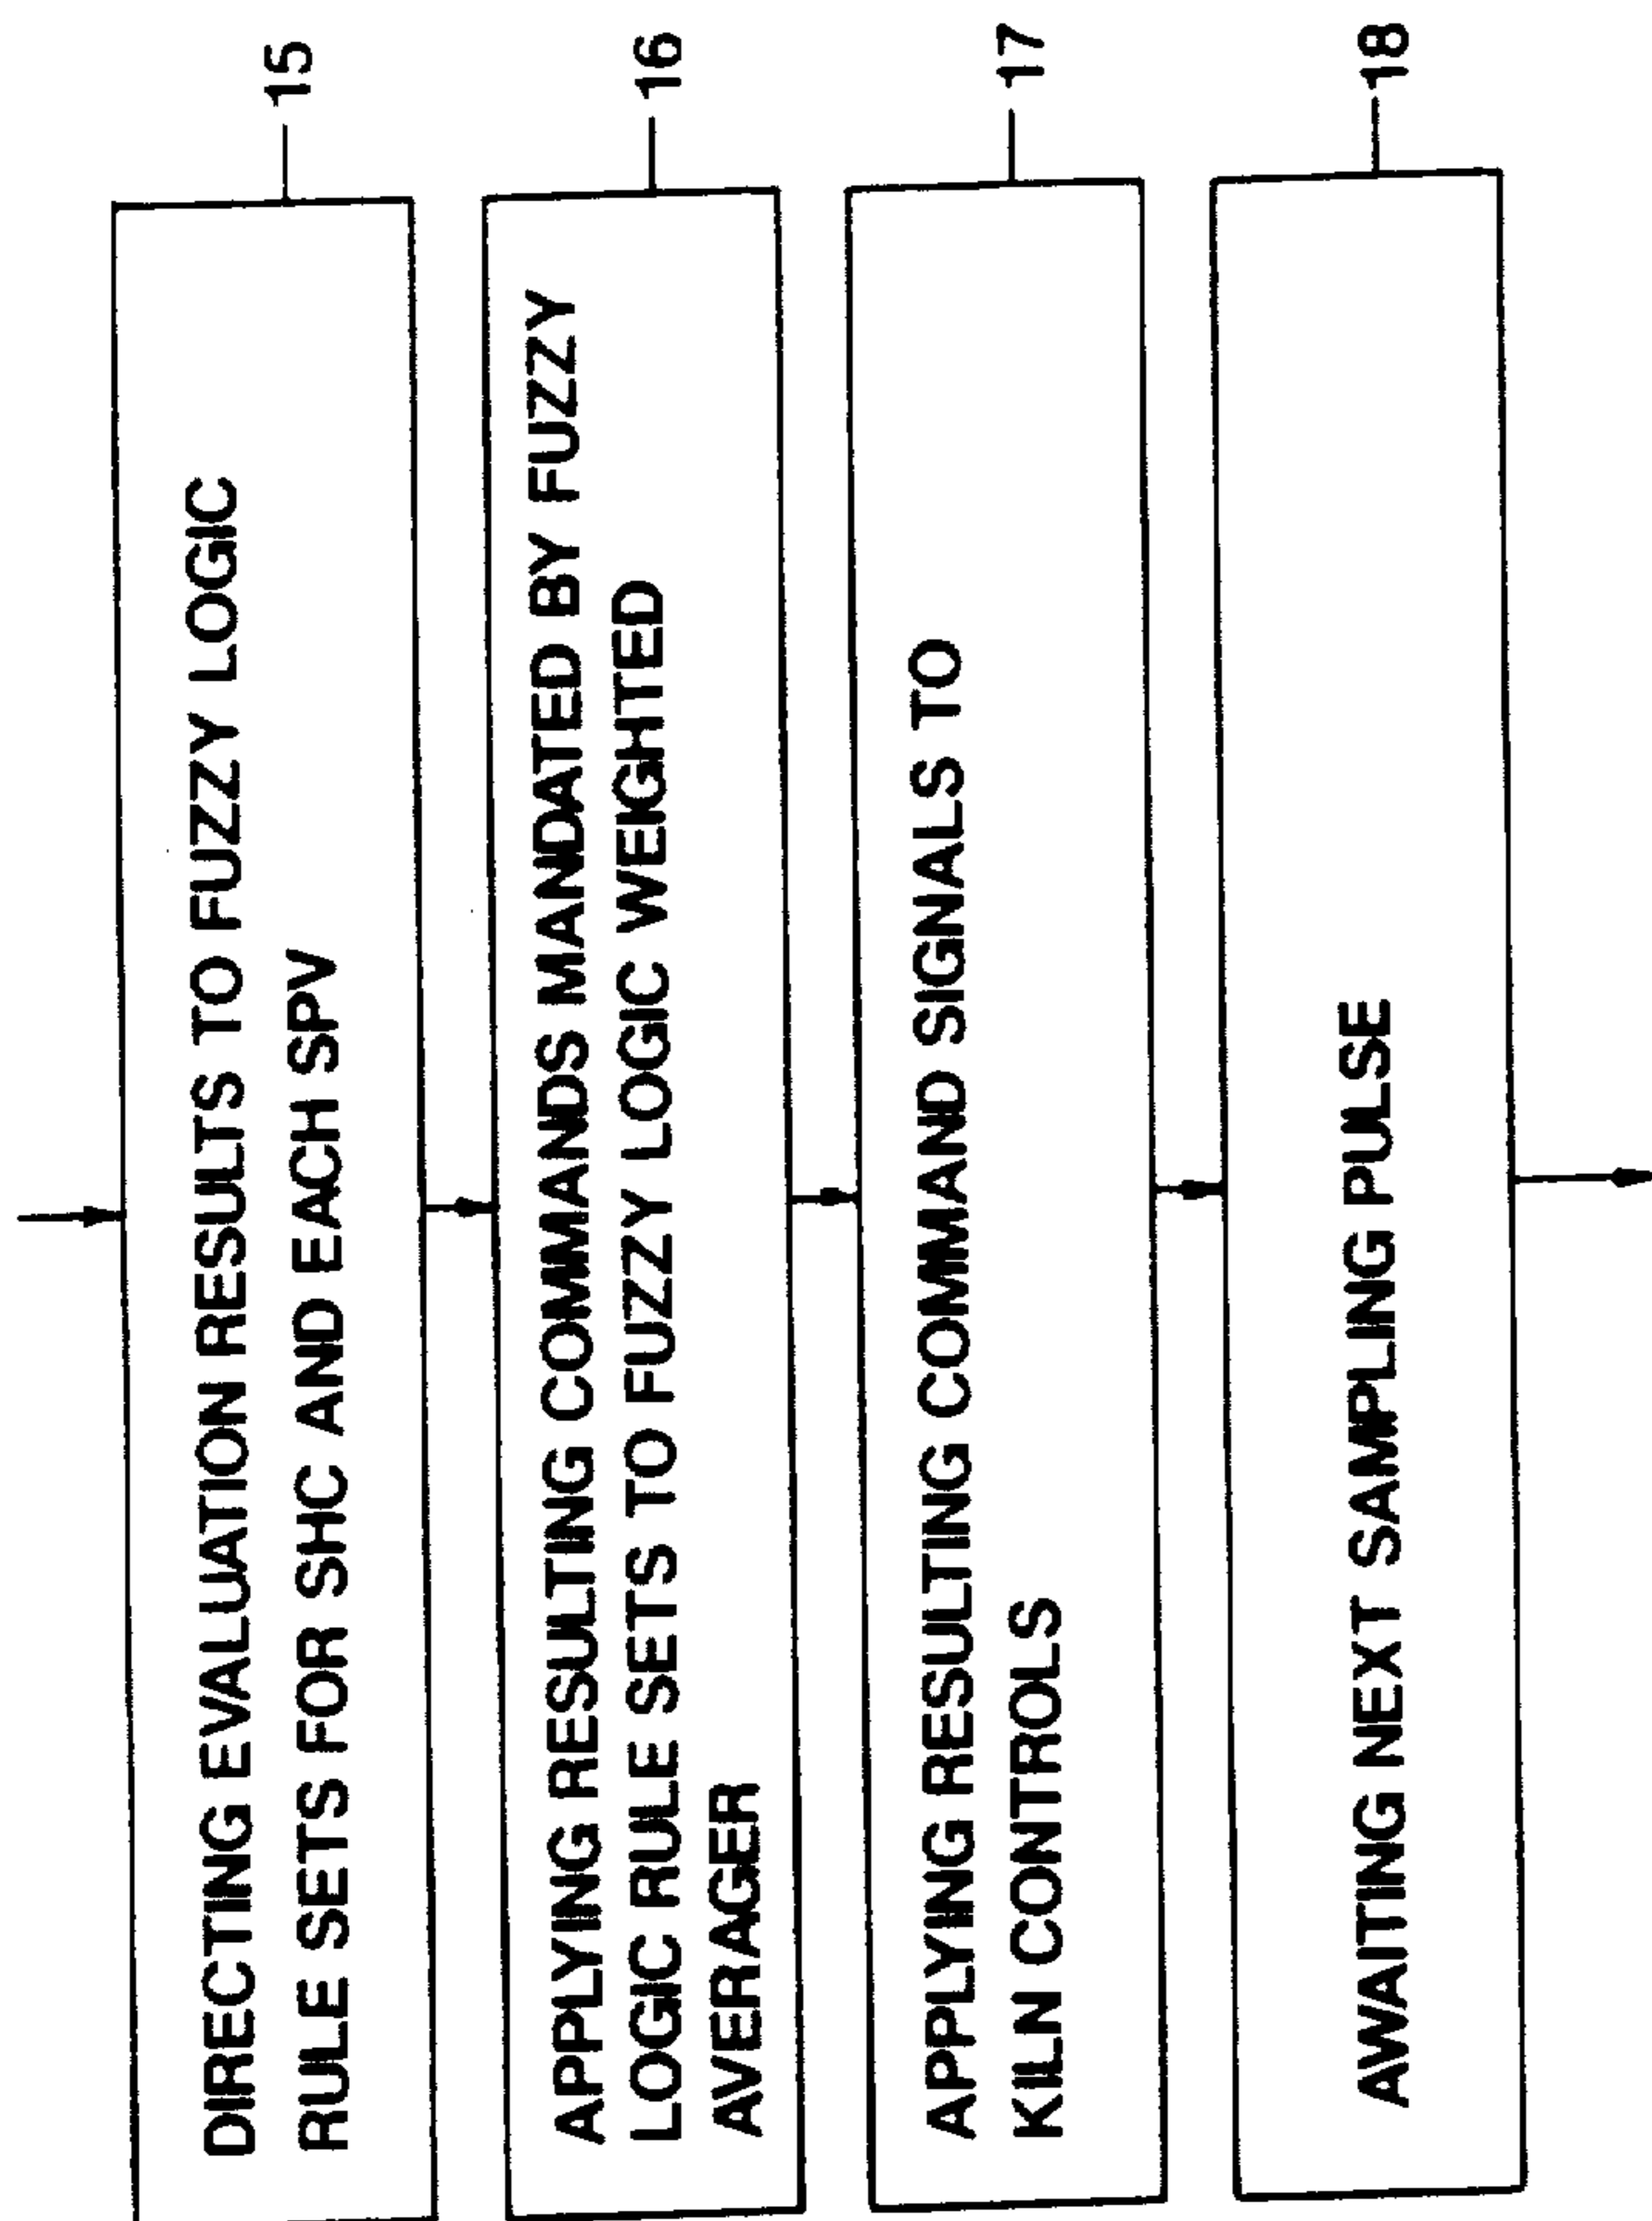 DIRECTING EVALUATION RESULTS TO FUZZY LOGIC
RULE SETS FOR SHC AND EACH SPV
15
APPLYING RESULTING COMMANDS MANDATED BY FUZZY
LOGIC RULE SETS TO FUZZY LOGIC WEIGHTED
AVERAGER
16
APPLYING RESULTING COMMAND SIGNALS TO
KILN CONTROLS
17
AWAITING NEXT SAMPLING PULSE
18